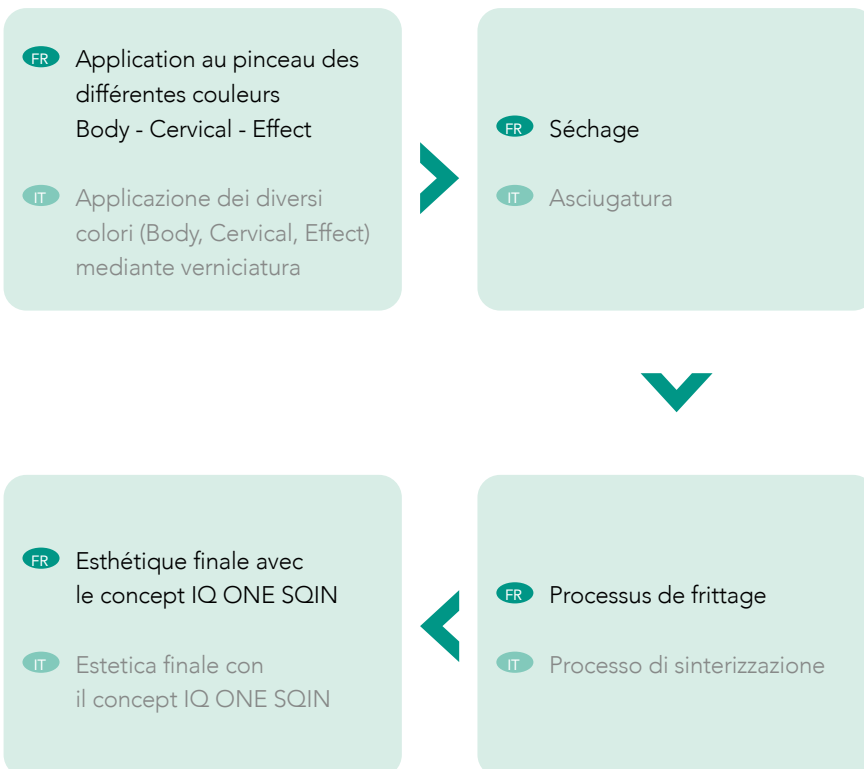 FR Application au pinceau des
différentes couleurs
Body - Cervical - Effect
IT Applicazione dei diversi
colori (Body, Cervical, Effect)
mediante verniciatura
FR Séchage
IT Asciugatura
FR Processus de frittage
IT Processo di sinterizzazione
FR Esthétique finale avec
le concept IQ ONE SQIN
IT Estetica finale con
il concept IQ ONE SQIN